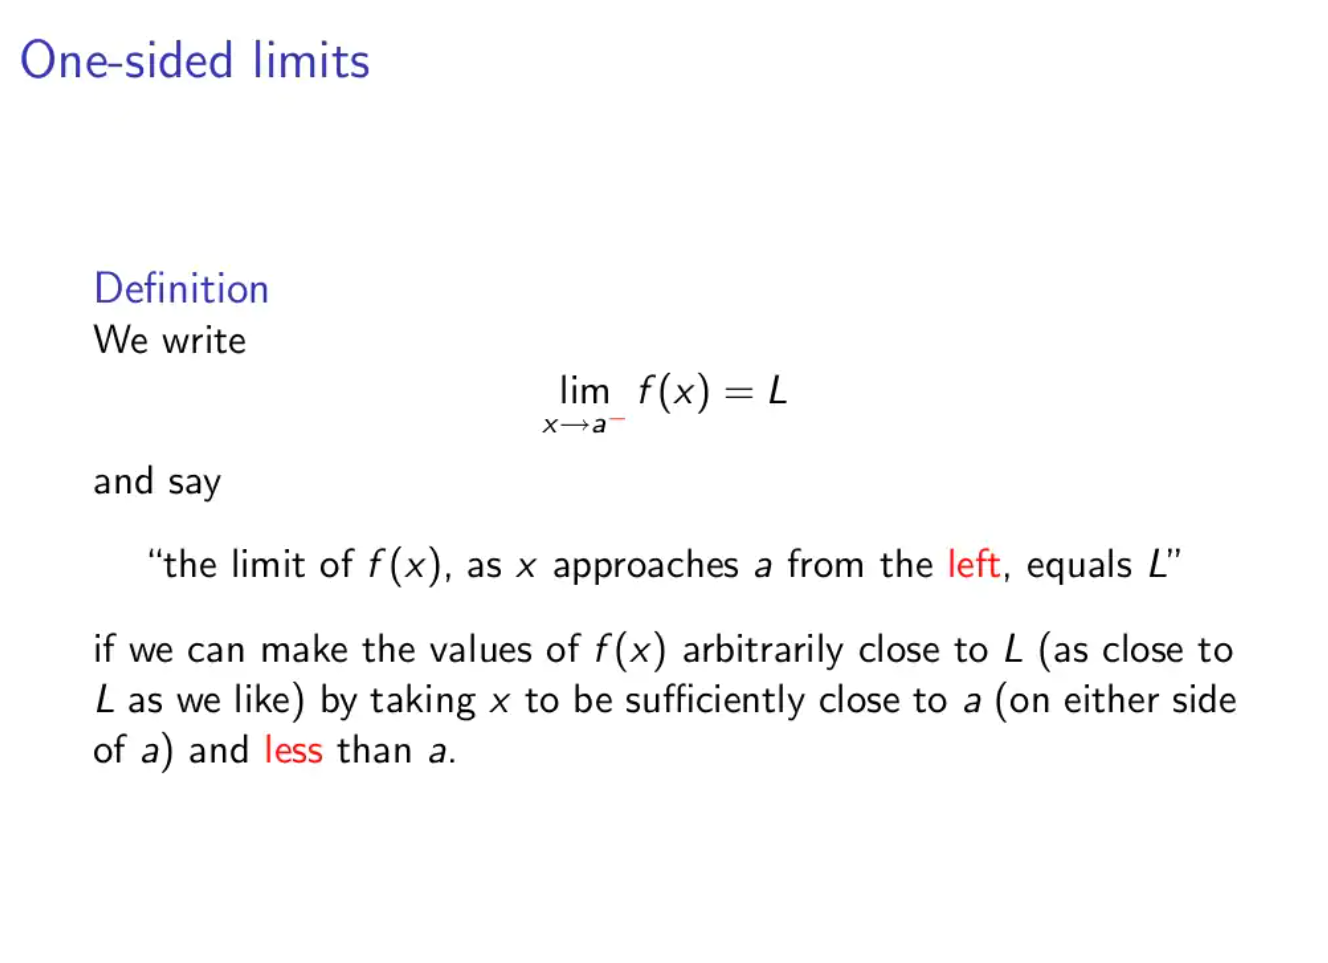 One-sided limits
Definition
We write
lim f(x) = L
x→a⁻
and say
“the limit of f(x), as x approaches a from the left, equals L”
if we can make the values of f(x) arbitrarily close to L (as close to
L as we like) by taking x to be sufficiently close to a (on either side
of a) and less than a.